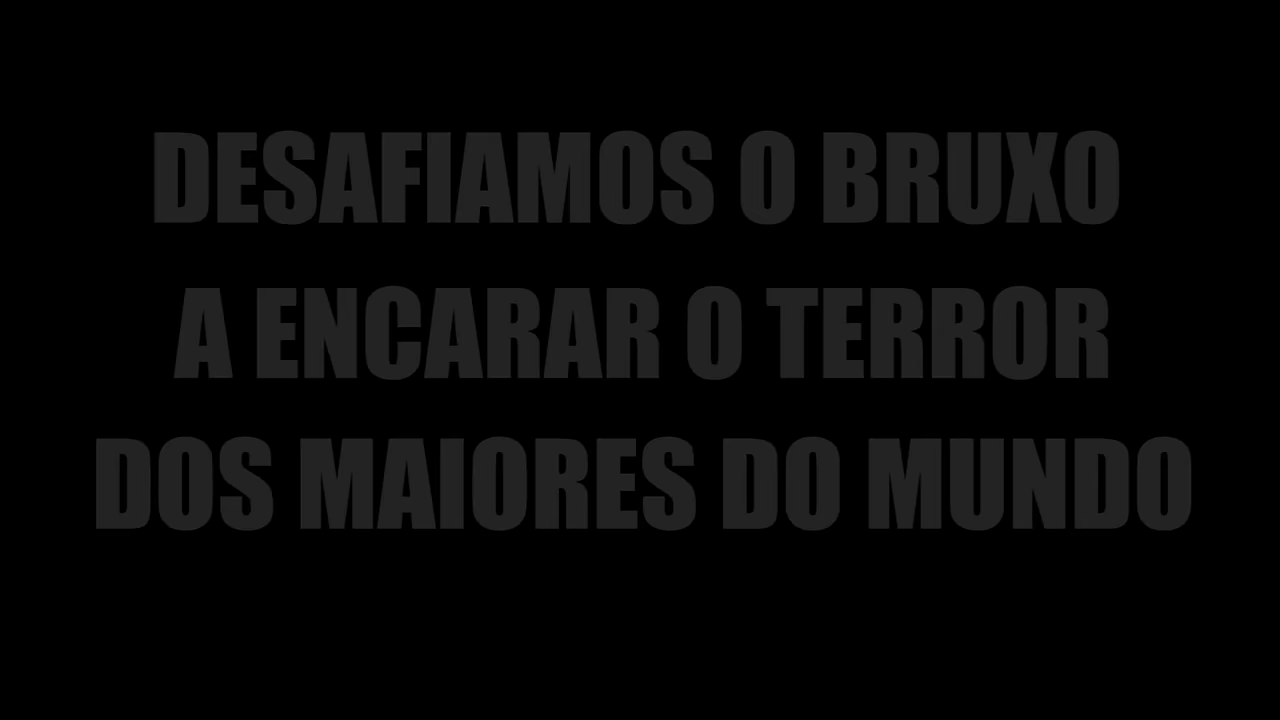 DESAFIAMOS O BRUXO
A ENCARAR O TERROR
DOS MAIORES DO MUNDO